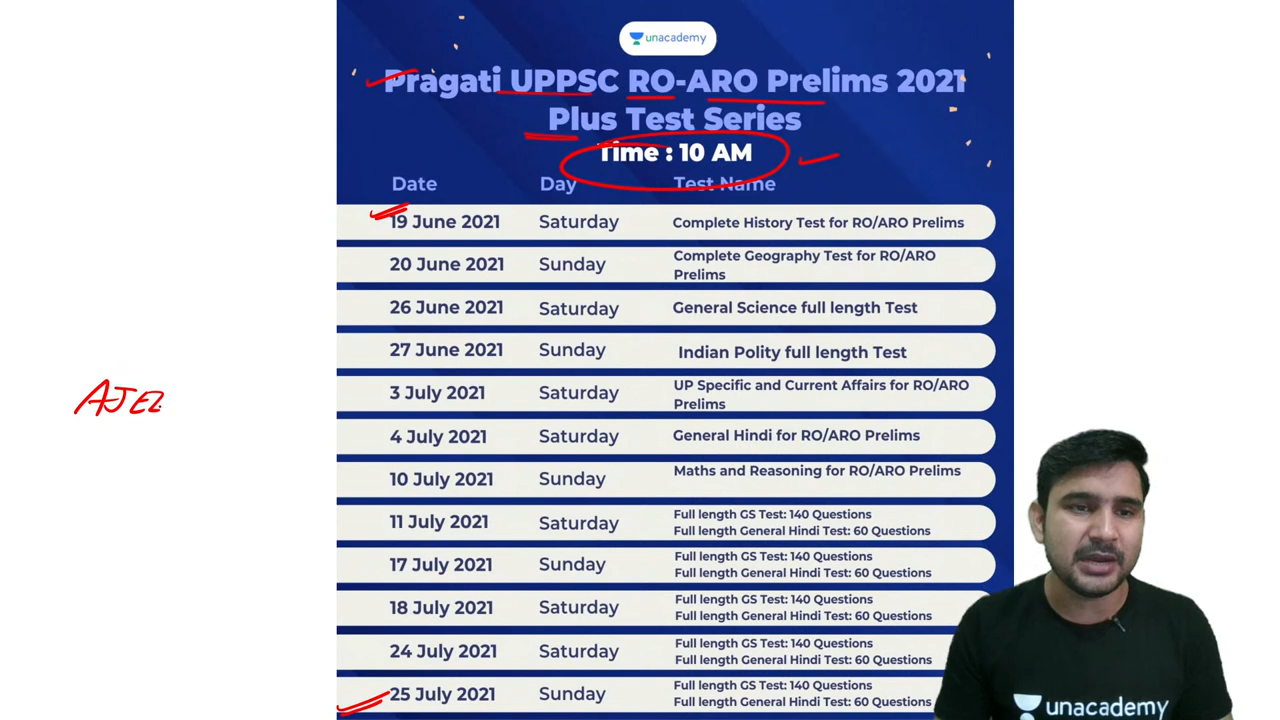 unacademy
Pragati UPPSC RO-ARO Prelims 2021
Plus Test Series
Time : 10 AM
Date Day Test Name
19 June 2021 Saturday Complete History Test for RO/ARO Prelims
20 June 2021 Sunday Complete Geography Test for RO/ARO
Prelims
26 June 2021 Saturday General Science full length Test
27 June 2021 Sunday Indian Polity full length Test
3 July 2021 Saturday UP Specific and Current Affairs for RO/ARO
Prelims
4 July 2021 Saturday General Hindi for RO/ARO Prelims
10 July 2021 Sunday Maths and Reasoning for RO/ARO Prelims
11 July 2021 Saturday Full length GS Test: 140 Questions
Full length General Hindi Test: 60 Questions
17 July 2021 Sunday Full length GS Test: 140 Questions
Full length General Hindi Test: 60 Questions
18 July 2021 Saturday Full length GS Test: 140 Questions
Full length General Hindi Test: 60 Questions
24 July 2021 Saturday Full length GS Test: 140 Questions
Full length General Hindi Test: 60 Questions
25 July 2021 Sunday Full length GS Test: 140 Questions
Full length General Hindi Test: 60 Questions
AJEZ
unacademy